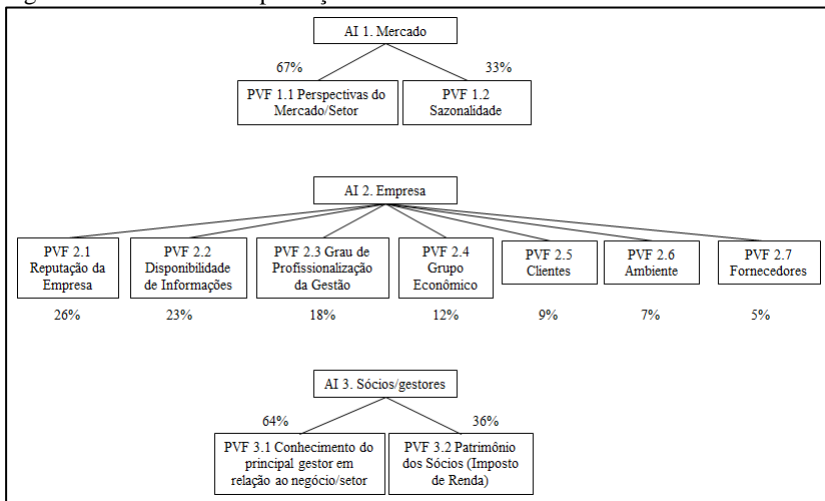 AI 1. Mercado
67%
33%
PVF 1.1 Perspectivas do
Mercado/Setor
PVF 1.2
Sazonalidade
AI 2. Empresa
PVF 2.1
Reputação da
Empresa
PVF 2.2
Disponibilidade
de Informações
PVF 2.3 Grau de
Profissionalização
da Gestão
PVF 2.4
Grupo
Econômico
PVF 2.5
Clientes
PVF 2.6
Ambiente
PVF 2.7
Fornecedores
26%
23%
18%
12%
9%
7%
5%
AI 3. Sócios/gestores
64%
36%
PVF 3.1 Conhecimento do
principal gestor em
relação ao negócio/setor
PVF 3.2 Patrimônio
dos Sócios (Imposto
de Renda)